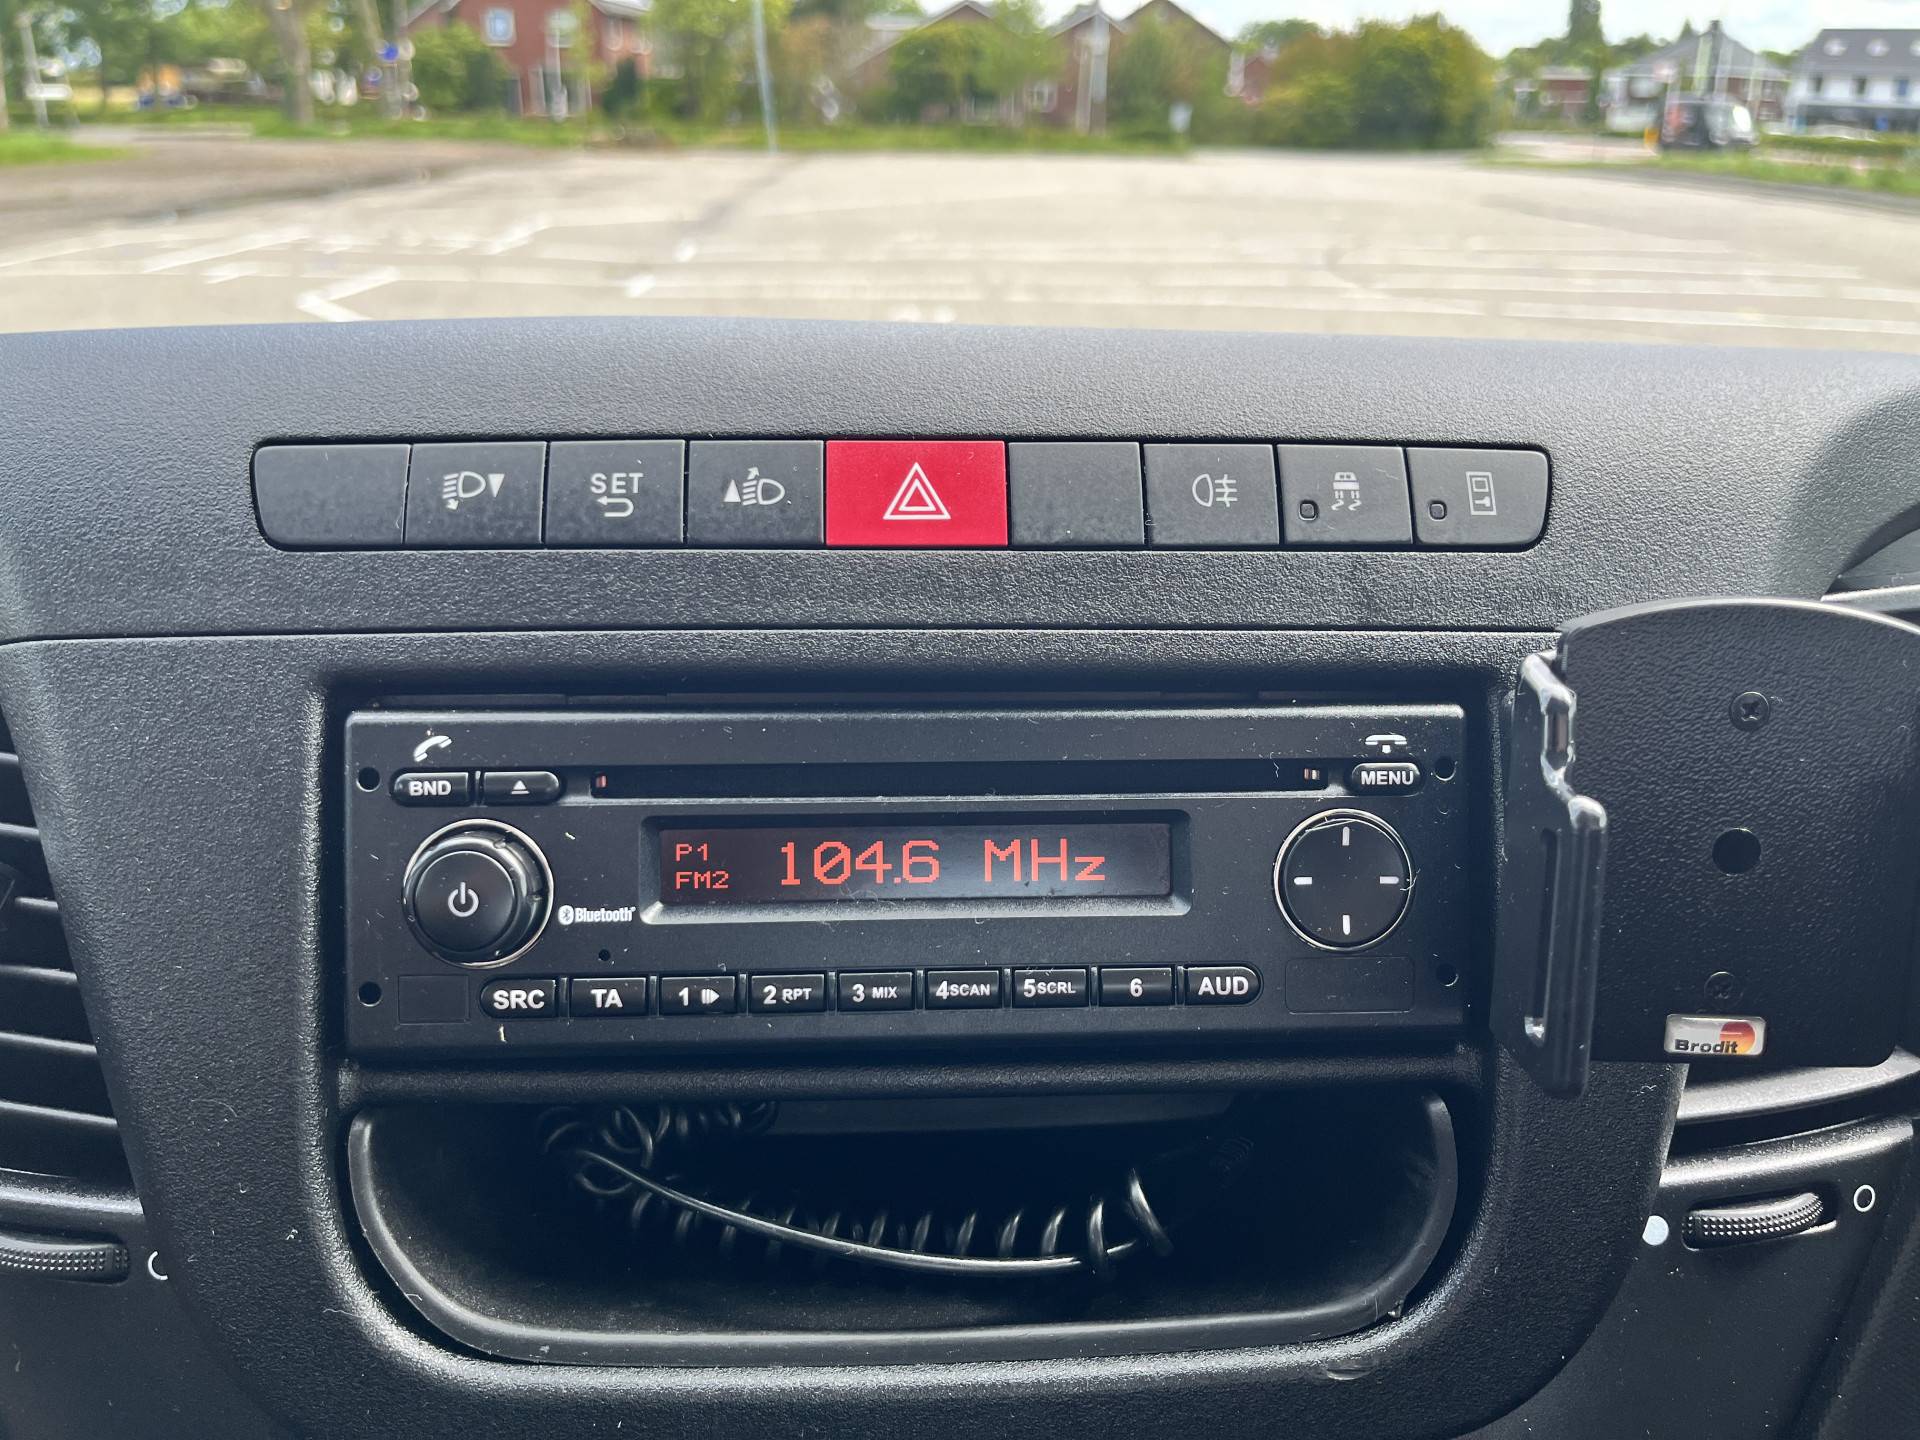 SET
BND
MENU
P1
FM2
104.6 MHz
Bluetooth
SRC
TA
1
2 RPT
3 MIX
4SCAN
5SCRL
6
AUD
Brodit